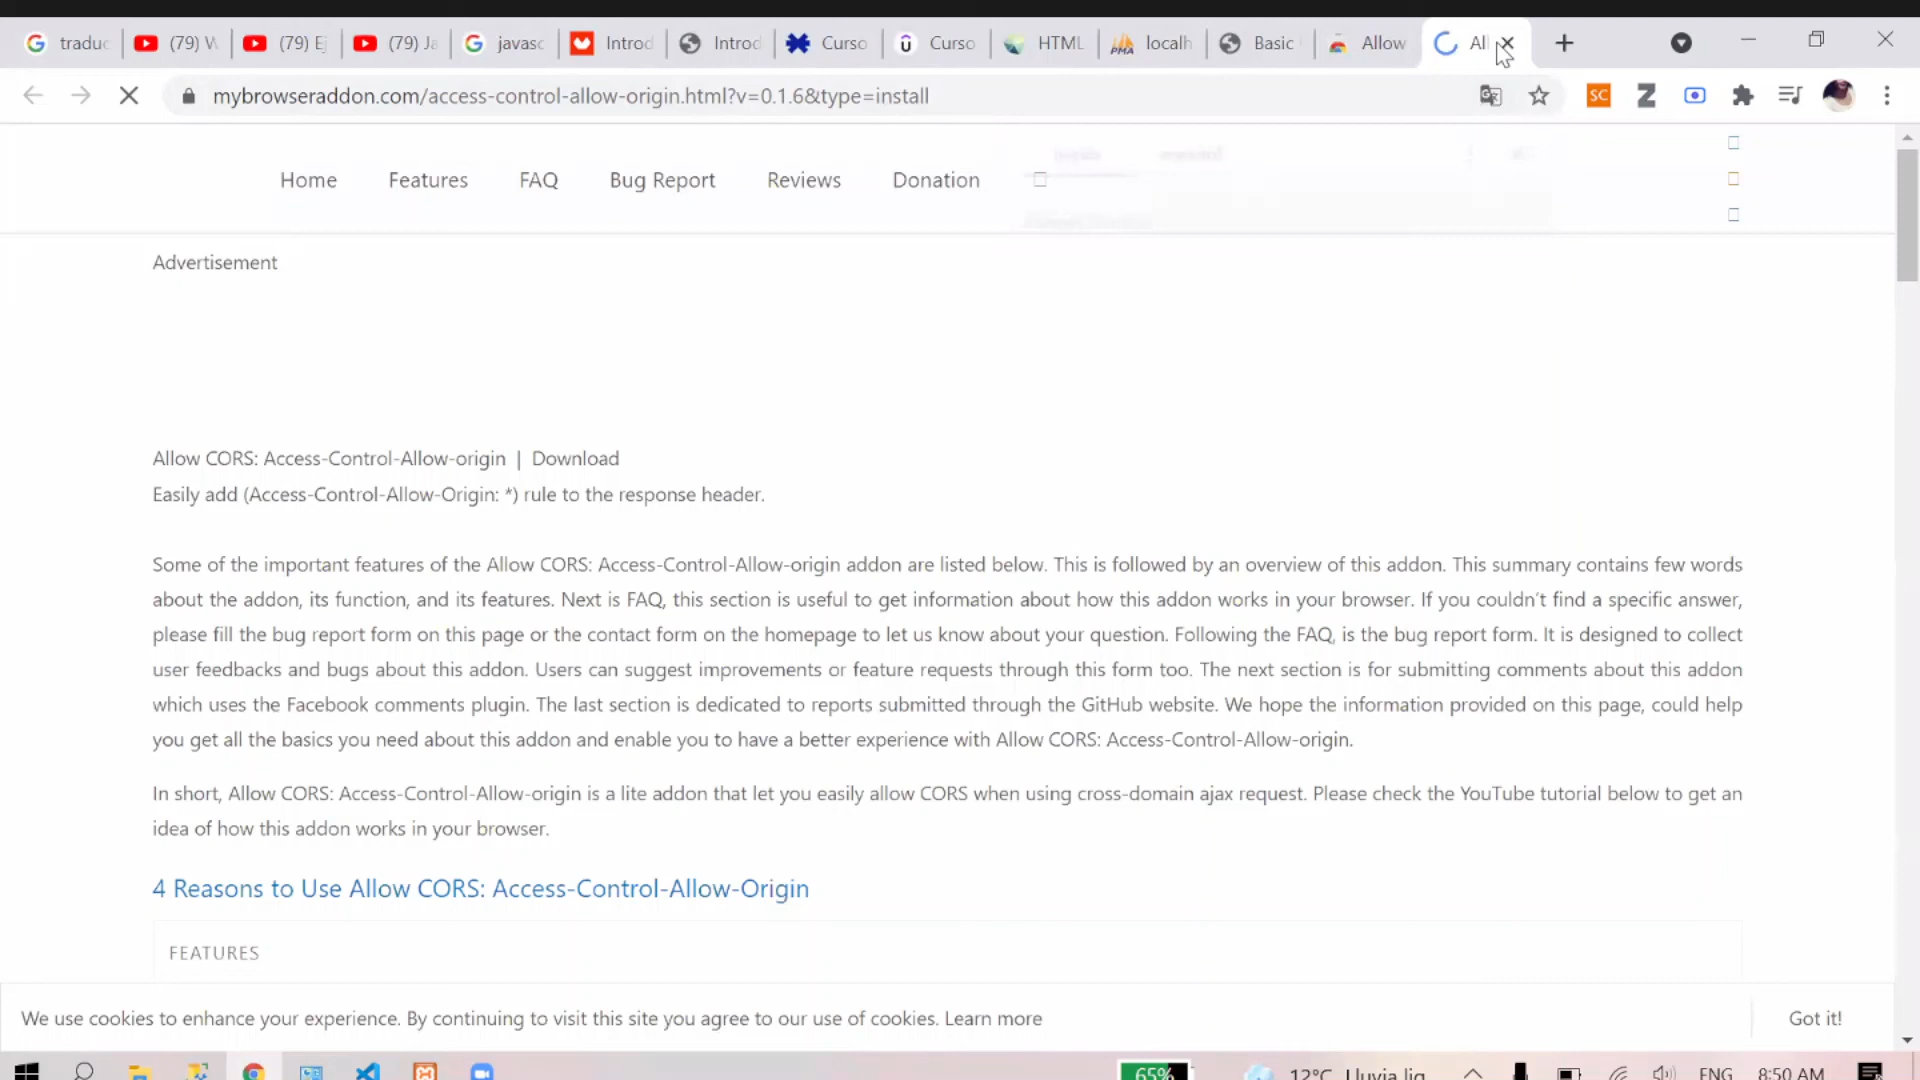 traduc (79) W (79) Ej (79) Ja javasc Introd Introd Curso Curso HTML localh Basic Allow All
mybrowseraddon.com/access-control-allow-origin.html?v=0.1.6&type=install
SC
Home Features FAQ Bug Report Reviews Donation
Advertisement
Allow CORS: Access-Control-Allow-origin | Download
Easily add (Access-Control-Allow-Origin: *) rule to the response header.
Some of the important features of the Allow CORS: Access-Control-Allow-origin addon are listed below. This is followed by an overview of this addon. This summary contains few words
about the addon, its function, and its features. Next is FAQ, this section is useful to get information about how this addon works in your browser. If you couldn't find a specific answer,
please fill the bug report form on this page or the contact form on the homepage to let us know about your question. Following the FAQ, is the bug report form. It is designed to collect
user feedbacks and bugs about this addon. Users can suggest improvements or feature requests through this form too. The next section is for submitting comments about this addon
which uses the Facebook comments plugin. The last section is dedicated to reports submitted through the GitHub website. We hope the information provided on this page, could help
you get all the basics you need about this addon and enable you to have a better experience with Allow CORS: Access-Control-Allow-origin.
In short, Allow CORS: Access-Control-Allow-origin is a lite addon that let you easily allow CORS when using cross-domain ajax request. Please check the YouTube tutorial below to get an
idea of how this addon works in your browser.
4 Reasons to Use Allow CORS: Access-Control-Allow-Origin
FEATURES
We use cookies to enhance your experience. By continuing to visit this site you agree to our use of cookies. Learn more Got it!
65% 12°C Lluvia lig ENG 8:50 AM